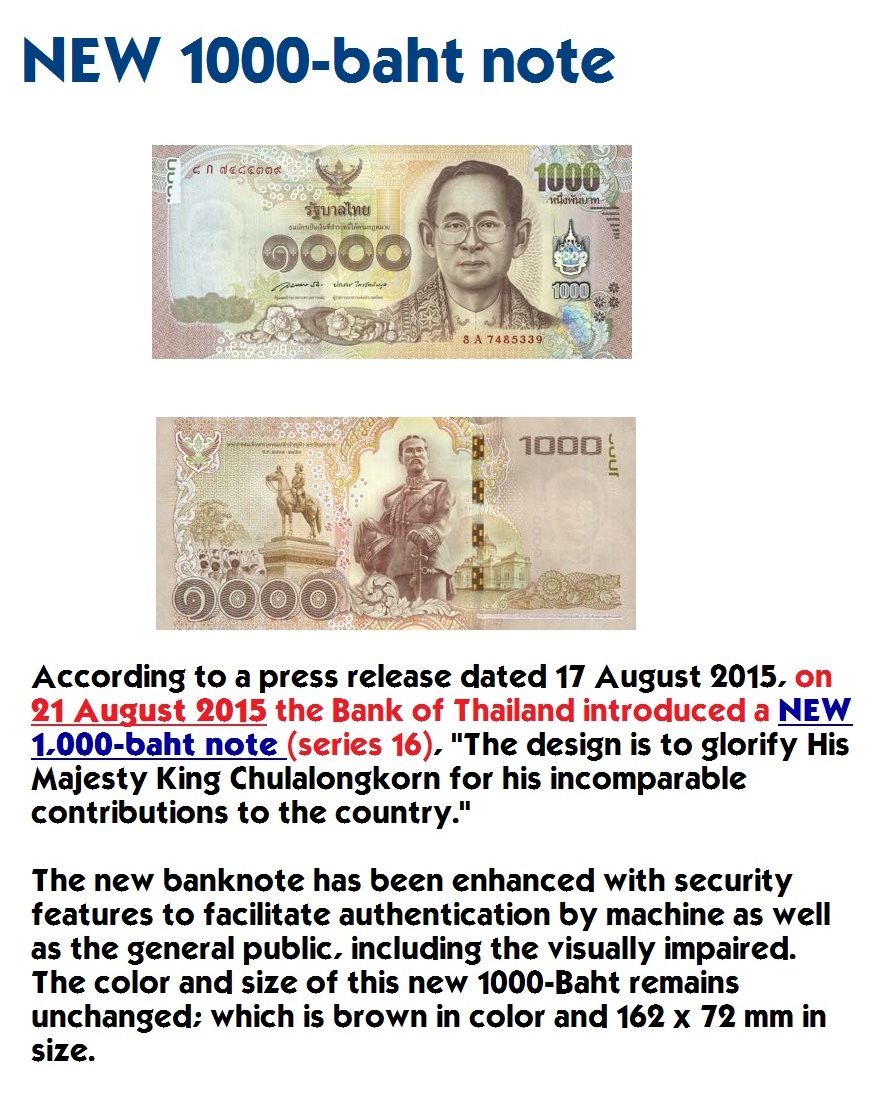 NEW 1000-baht note
๘ ก ๗๔๘๕๓๓๙
1000
หนึ่งพันบาท
รัฐบาลไทย
ธนบัตรเป็นเงินที่ชำระหนี้ได้ตามกฎหมาย
๑๐๐๐
1000
8 A 7485339
1000
๑๐๐๐
According to a press release dated 17 August 2015, on
21 August 2015 the Bank of Thailand introduced a NEW
1,000-baht note (series 16), "The design is to glorify His
Majesty King Chulalongkorn for his incomparable
contributions to the country."
The new banknote has been enhanced with security
features to facilitate authentication by machine as well
as the general public, including the visually impaired.
The color and size of this new 1000-Baht remains
unchanged; which is brown in color and 162 x 72 mm in
size.